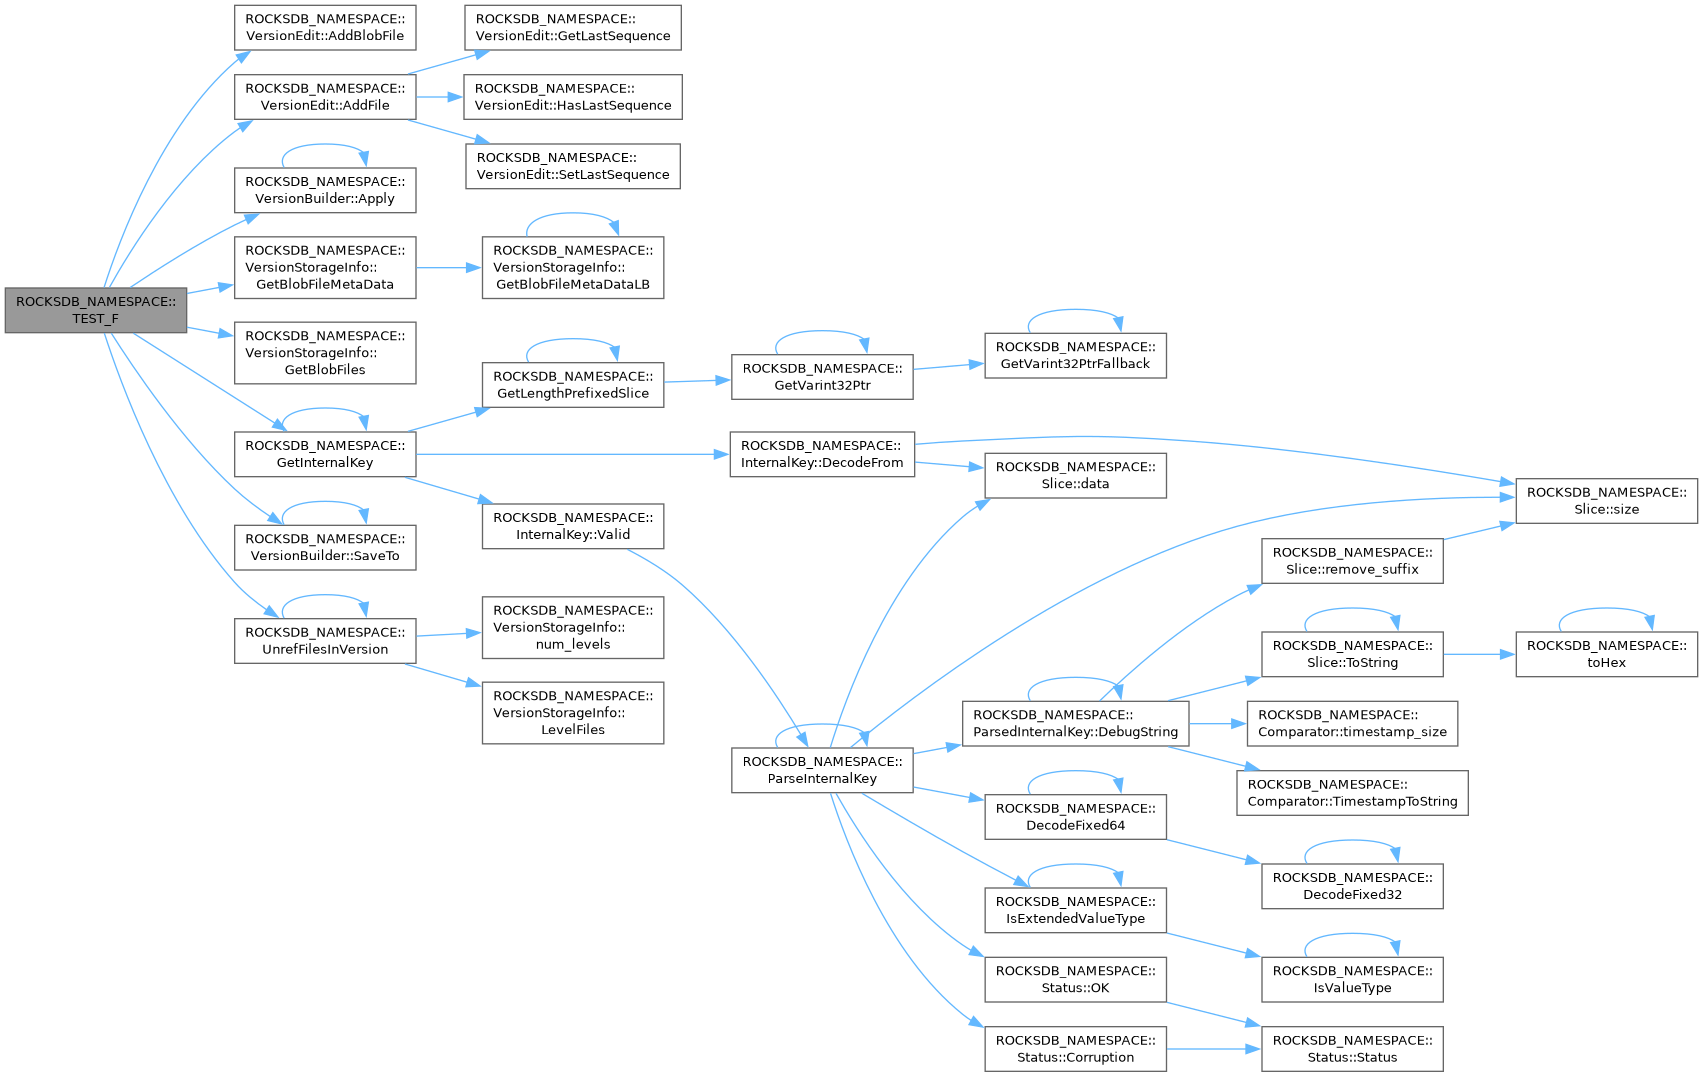 ROCKSDB_NAMESPACE::
TEST_F
ROCKSDB_NAMESPACE::
VersionEdit::AddBlobFile
ROCKSDB_NAMESPACE::
VersionEdit::AddFile
ROCKSDB_NAMESPACE::
VersionEdit::GetLastSequence
ROCKSDB_NAMESPACE::
VersionEdit::HasLastSequence
ROCKSDB_NAMESPACE::
VersionEdit::SetLastSequence
ROCKSDB_NAMESPACE::
VersionBuilder::Apply
ROCKSDB_NAMESPACE::
VersionStorageInfo::
GetBlobFileMetaData
ROCKSDB_NAMESPACE::
VersionStorageInfo::
GetBlobFileMetaDataLB
ROCKSDB_NAMESPACE::
VersionStorageInfo::
GetBlobFiles
ROCKSDB_NAMESPACE::
GetInternalKey
ROCKSDB_NAMESPACE::
GetLengthPrefixedSlice
ROCKSDB_NAMESPACE::
GetVarint32Ptr
ROCKSDB_NAMESPACE::
GetVarint32PtrFallback
ROCKSDB_NAMESPACE::
InternalKey::DecodeFrom
ROCKSDB_NAMESPACE::
Slice::data
ROCKSDB_NAMESPACE::
Slice::size
ROCKSDB_NAMESPACE::
InternalKey::Valid
ROCKSDB_NAMESPACE::
ParseInternalKey
ROCKSDB_NAMESPACE::
ParsedInternalKey::DebugString
ROCKSDB_NAMESPACE::
Slice::remove_suffix
ROCKSDB_NAMESPACE::
Slice::ToString
ROCKSDB_NAMESPACE::
toHex
ROCKSDB_NAMESPACE::
Comparator::timestamp_size
ROCKSDB_NAMESPACE::
Comparator::TimestampToString
ROCKSDB_NAMESPACE::
DecodeFixed64
ROCKSDB_NAMESPACE::
DecodeFixed32
ROCKSDB_NAMESPACE::
IsExtendedValueType
ROCKSDB_NAMESPACE::
IsValueType
ROCKSDB_NAMESPACE::
Status::OK
ROCKSDB_NAMESPACE::
Status::Corruption
ROCKSDB_NAMESPACE::
Status::Status
ROCKSDB_NAMESPACE::
VersionBuilder::SaveTo
ROCKSDB_NAMESPACE::
UnrefFilesInVersion
ROCKSDB_NAMESPACE::
VersionStorageInfo::
num_levels
ROCKSDB_NAMESPACE::
VersionStorageInfo::
LevelFiles